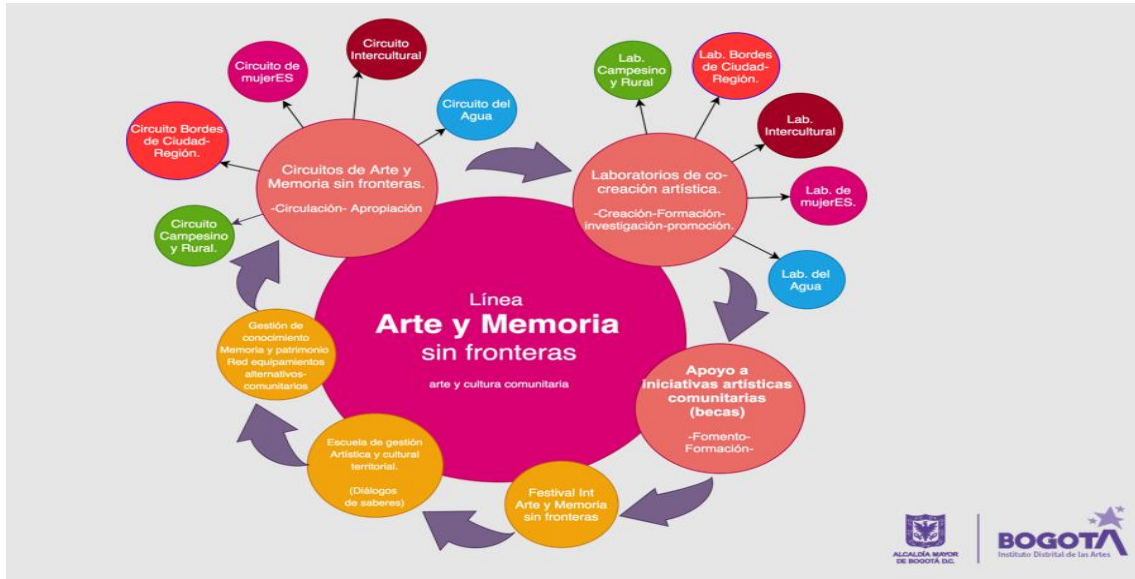 Circuito
Intercultural
Circuito de
mujerES
Circuito del
Agua
Circuito Bordes
de Ciudad-
Región.
Circuitos de Arte y
Memoria sin fronteras.
-Circulación- Apropiación
Circuito
Campesino
y Rural.
Lab.
Campesino
y Rural
Lab. Bordes
de Ciudad-
Región.
Lab.
Intercultural
Laboratorios de co-
creación artística.
-Creación-Formación-
investigación-promoción.
Lab. de
mujerES.
Lab. del
Agua
Línea
Arte y Memoria
sin fronteras
arte y cultura comunitaria
Apoyo a
iniciativas artísticas
comunitarias
(becas)
-Fomento-
Formación-
Festival Int
Arte y Memoria
sin fronteras
Escuela de gestión
Artística y cultural
territorial.
(Diálogos
de saberes)
Gestión de
conocimiento
Memoria y patrimonio
Red equipamientos
alternativos-
comunitarios
ALCALDÍA MAYOR
DE BOGOTÁ D.C.
BOGOTÁ
Instituto Distrital de las Artes